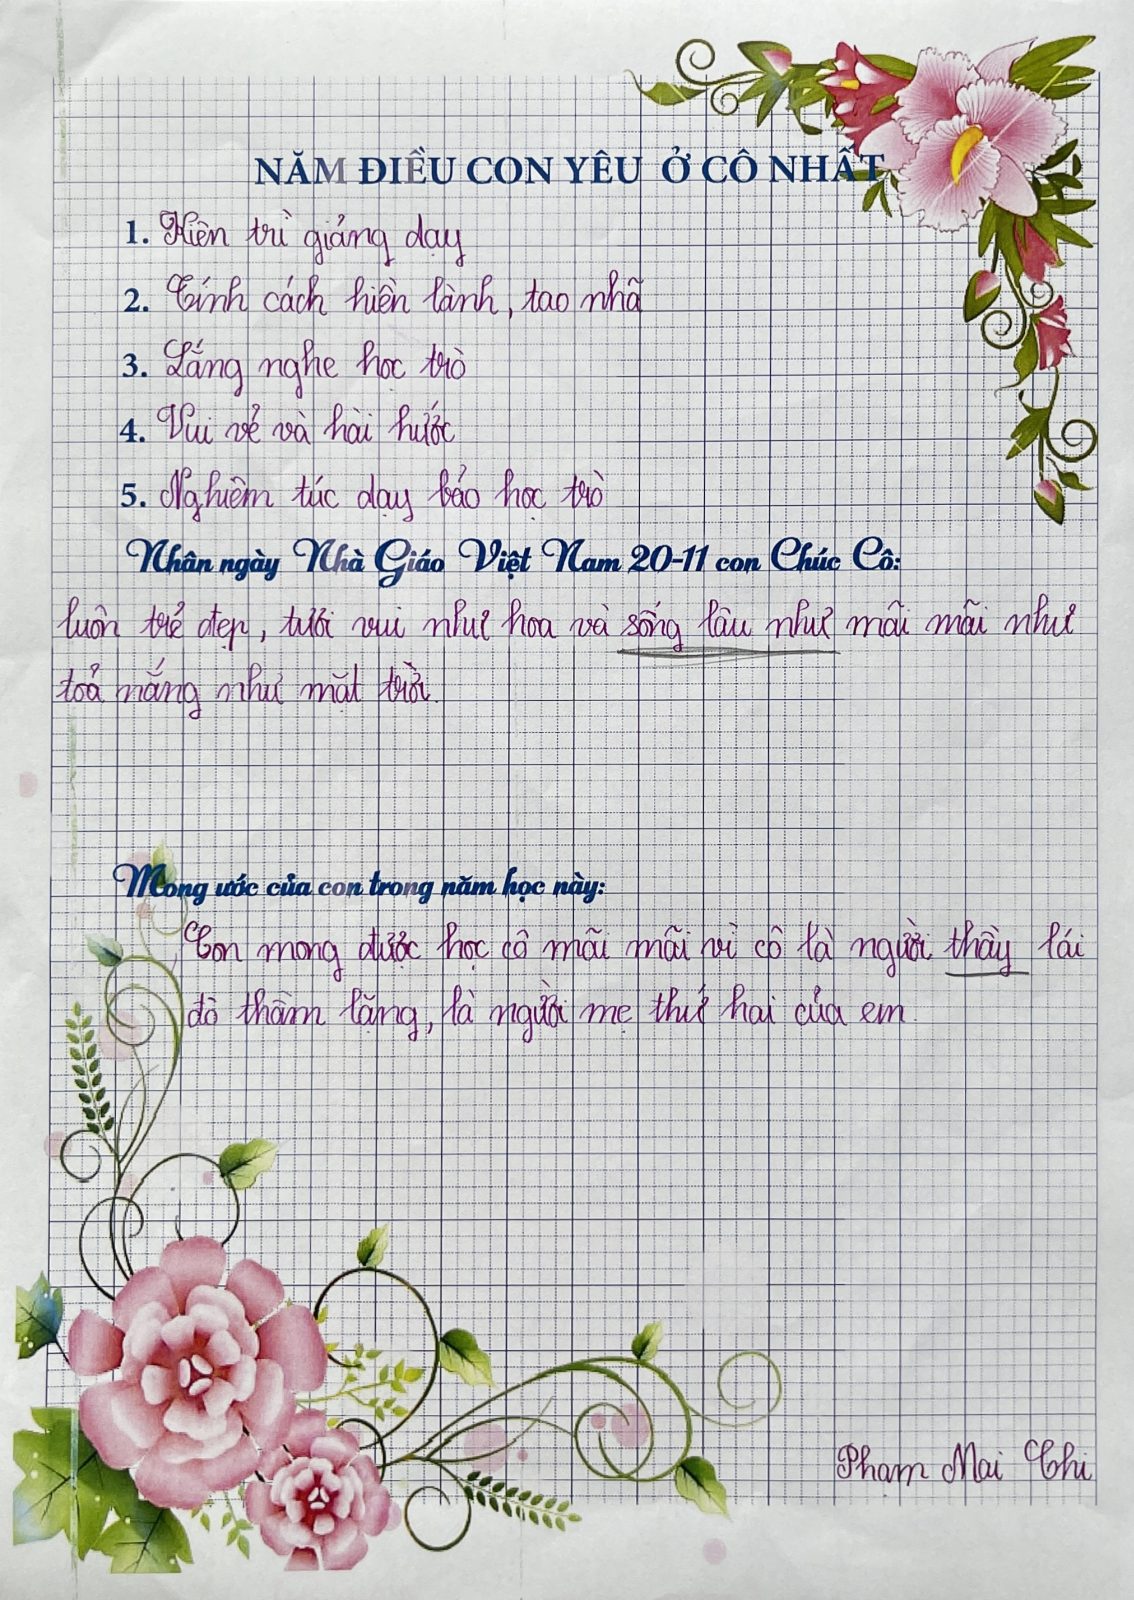 NĂM ĐIỀU CON YÊU Ở CÔ NHẤT
1. Kiên trì giảng dạy
2. Tính cách hiền lành, tao nhã
3. Lắng nghe học trò
4. Vui vẻ và hài hước
5. Nghiêm túc dạy bảo học trò
Nhân ngày Nhà Giáo Việt Nam 20-11 con Chúc Cô:
luôn trẻ đẹp, tươi vui như hoa và sống lâu như mãi mãi như
toả nắng như mặt trời.
Mong ước của con trong năm học này:
Con mong được học cô mãi mãi vì cô là người thầy lái
đò thầm lặng, là người mẹ thứ hai của em.
Phạm Mai Chi